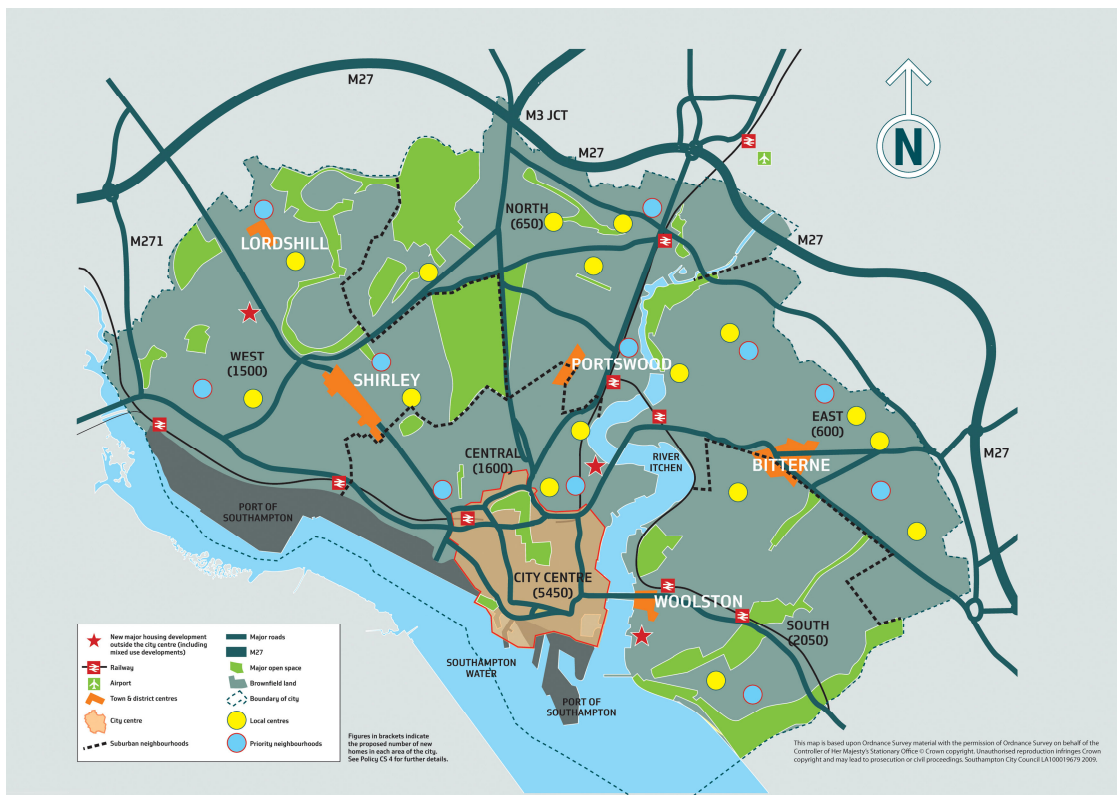 M27
M3 JCT
M27
N
NORTH
(650)
LORDSHILL
M271
M27
WEST
(1500)
SHIRLEY
PORTSWOOD
EAST
(600)
CENTRAL
(1600)
RIVER
ITCHEN
BITTERNE
M27
PORT OF
SOUTHAMPTON
CITY CENTRE
(5450)
WOOLSTON
SOUTH
(2050)
SOUTHAMPTON
WATER
PORT OF
SOUTHAMPTON
New major housing development
outside the city centre (including
mixed use developments)
Railway
Airport
Town & district centres
City centre
Suburban neighbourhoods
Major roads
M27
Major open space
Brownfield land
Boundary of city
Local centres
Priority neighbourhoods
Figures in brackets indicate
the proposed number of new
homes in each area of the city.
See Policy CS 4 for further details.
This map is based upon Ordnance Survey material with the permission of Ordnance Survey on behalf of the
Controller of Her Majesty's Stationary Office © Crown copyright. Unauthorised reproduction infringes Crown
copyright and may lead to prosecution or civil proceedings. Southampton City Council LA100019679 2009.